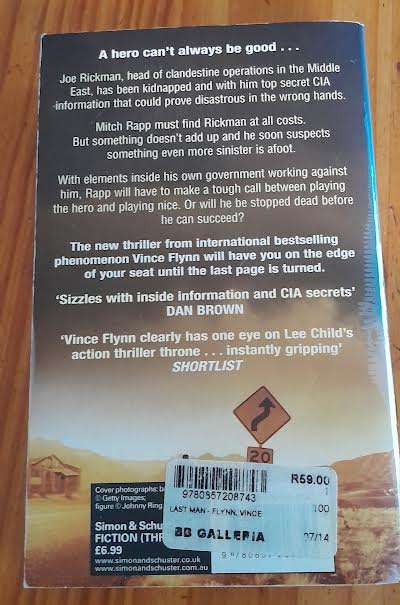 A hero can't always be good . . .
Joe Rickman, head of clandestine operations in the Middle
East, has been kidnapped and with him top secret CIA
information that could prove disastrous in the wrong hands.
Mitch Rapp must find Rickman at all costs.
But something doesn't add up and he soon suspects
something even more sinister is afoot.
With elements inside his own government working against
him, Rapp will have to make a tough call between playing
the hero and playing nice. Or will he be stopped dead before
he can succeed?
The new thriller from international bestselling
phenomenon Vince Flynn will have you on the edge
of your seat until the last page is turned.
'Sizzles with inside information and CIA secrets'
DAN BROWN
'Vince Flynn clearly has one eye on Lee Child's
action thriller throne . . . instantly gripping'
SHORTLIST
20
R59.00
9780857208743
LAST MAN - FLYNN, VINCE
100
BB GALLERIA
07/14
Cover photographs:
© Getty Images;
figure © Johnny Ring
Simon & Schu
FICTION (THR
£6.99
www.simonandschuster.co.uk
www.simonandschuster.com.au